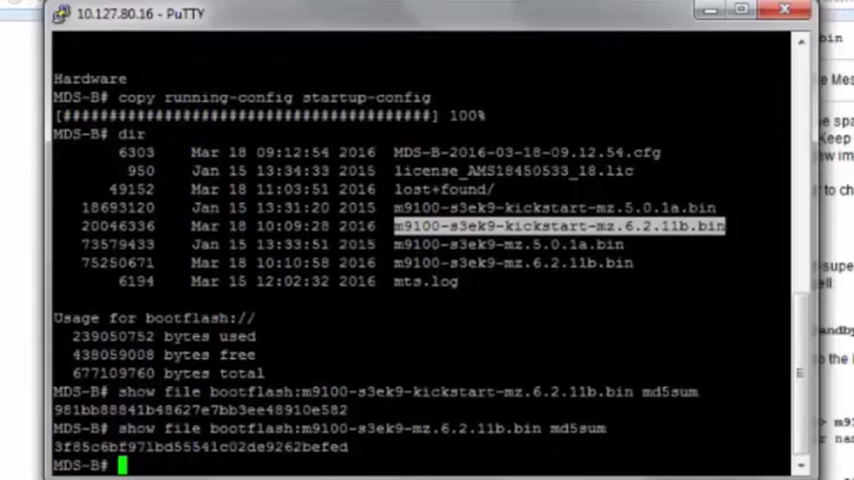 10.127.80.16 - PuTTY
Hardware
MDS-B# copy running-config startup-config
[########################################] 100%
MDS-B# dir
6303 Mar 18 09:12:54 2016 MDS-B-2016-03-18-09.12.54.cfg
950 Jan 15 13:34:33 2015 license_AMS18450533_18.lic
49152 Mar 18 11:03:51 2016 lost+found/
18693120 Jan 15 13:31:20 2015 m9100-s3ek9-kickstart-mz.5.0.1a.bin
20046336 Mar 18 10:09:28 2016 m9100-s3ek9-kickstart-mz.6.2.11b.bin
73579433 Jan 15 13:33:51 2015 m9100-s3ek9-mz.5.0.1a.bin
75250671 Mar 18 10:10:58 2016 m9100-s3ek9-mz.6.2.11b.bin
6194 Mar 15 12:02:32 2016 mts.log
Usage for bootflash://
239050752 bytes used
438059008 bytes free
677109760 bytes total
MDS-B# show file bootflash:m9100-s3ek9-kickstart-mz.6.2.11b.bin md5sum
981bb88841b48627e7bb3ee48910e582
MDS-B# show file bootflash:m9100-s3ek9-mz.6.2.11b.bin md5sum
3f85c6bf971bd55541c02de9262befed
MDS-B#